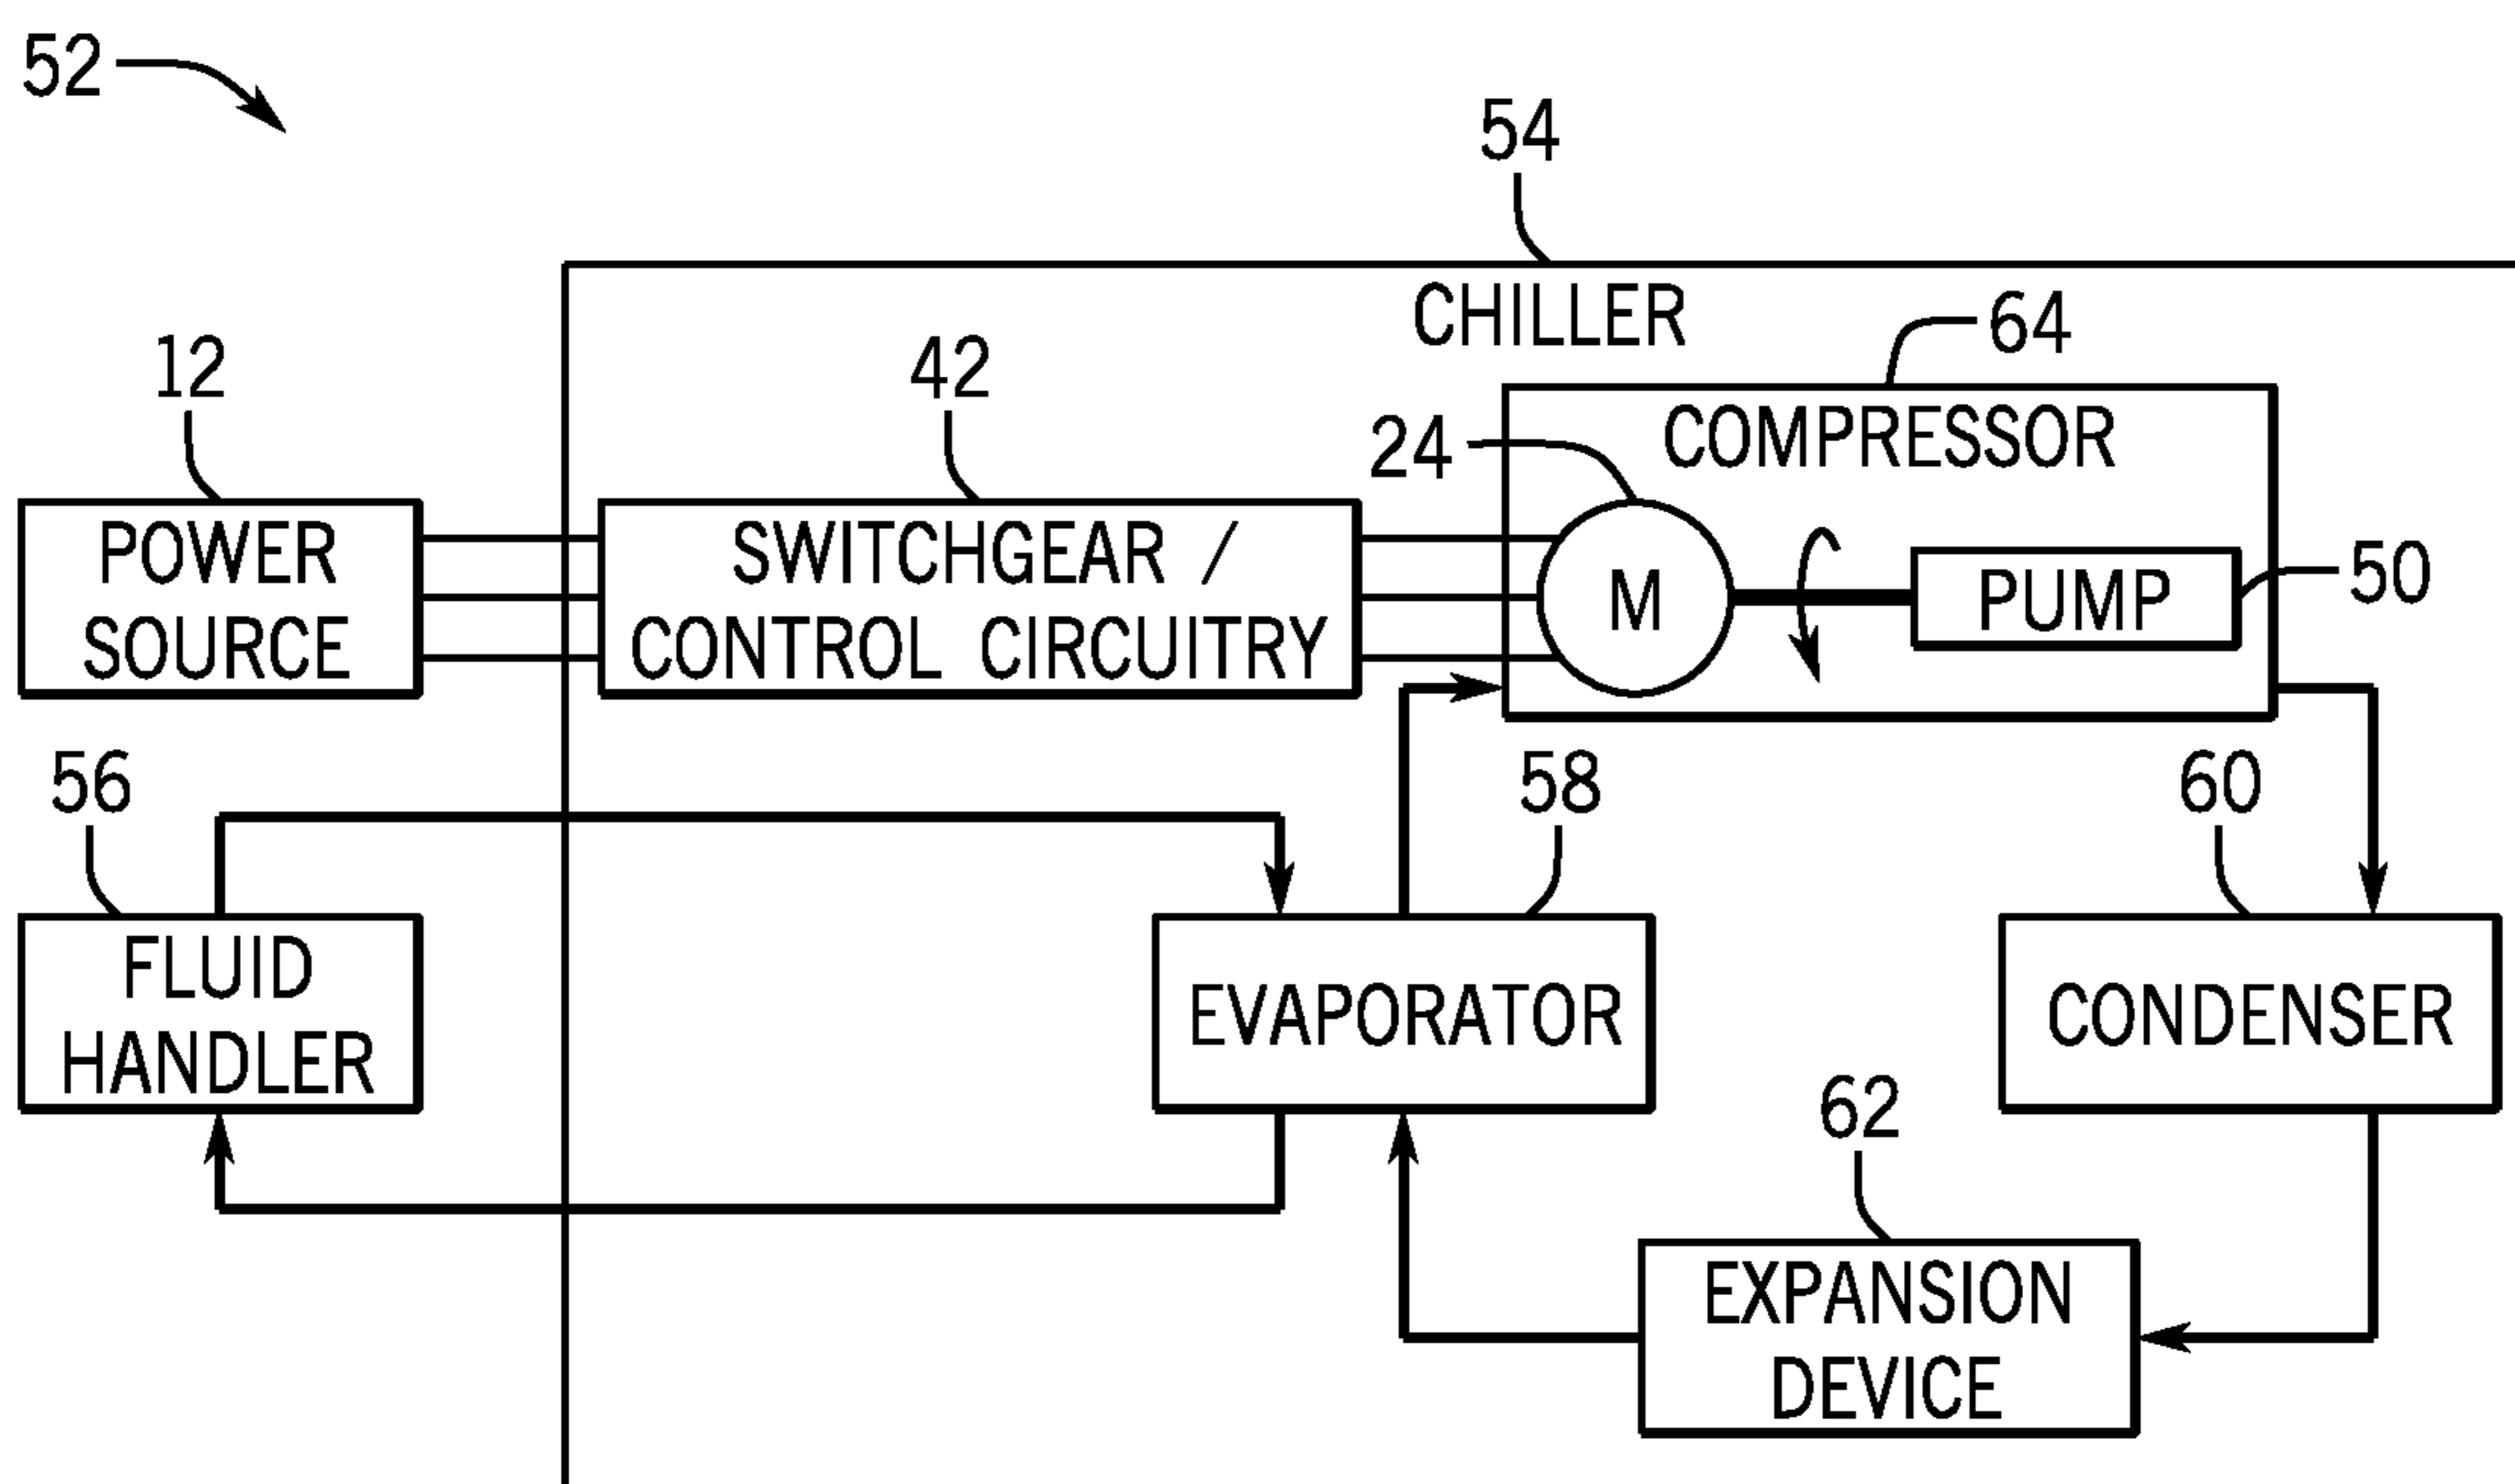 52
54
CHILLER
64
12
42
24
COMPRESSOR
POWER
SOURCE
SWITCHGEAR /
CONTROL CIRCUITRY
M
PUMP
50
56
58
60
FLUID
HANDLER
EVAPORATOR
CONDENSER
62
EXPANSION
DEVICE